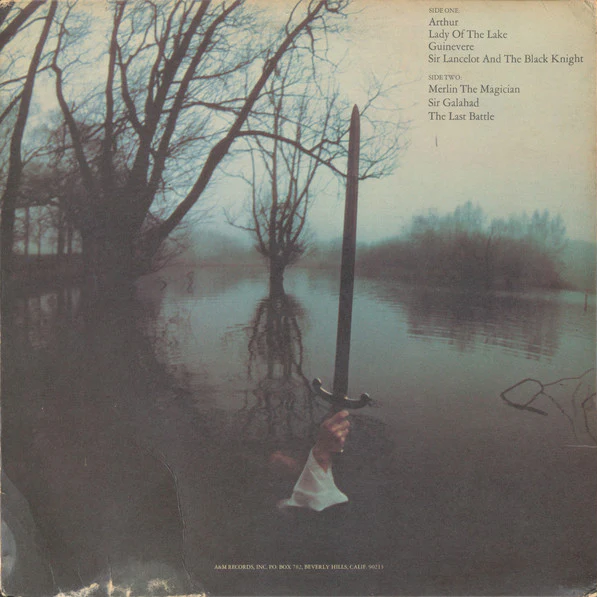 SIDE ONE:
Arthur
Lady Of The Lake
Guinevere
Sir Lancelot And The Black Knight
SIDE TWO:
Merlin The Magician
Sir Galahad
The Last Battle
A&M RECORDS, INC. P.O. BOX 782, BEVERLY HILLS, CALIF. 90213